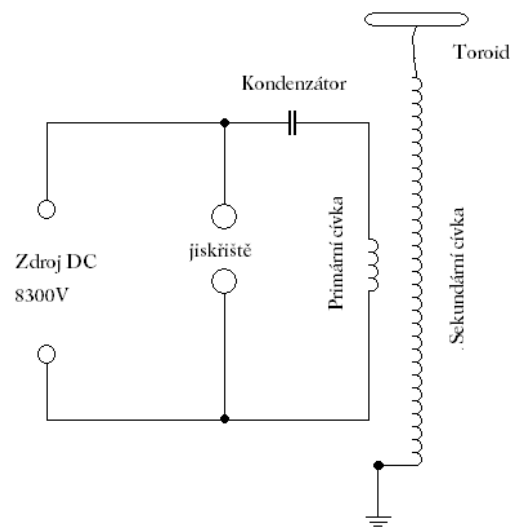 Toroid
Kondenzátor
Zdroj DC
8300V
jiskřiště
Primární cívka
Sekundární cívka